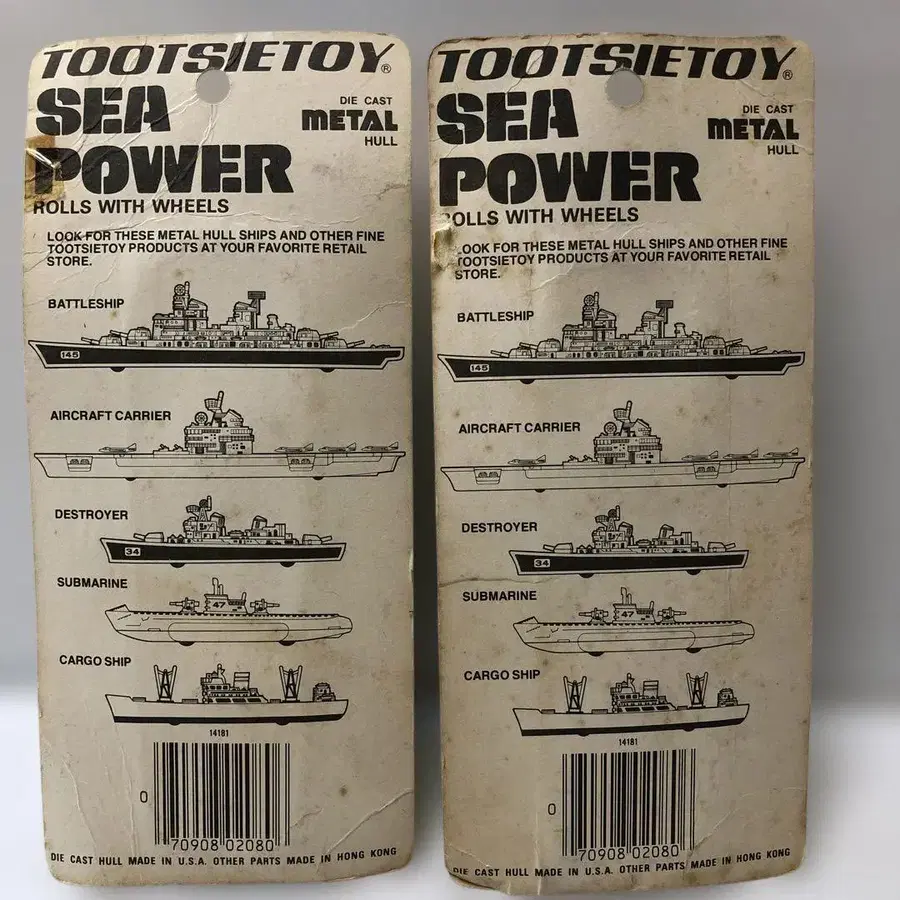 TOOTSIETOY®
SEA
POWER
DIE CAST
METAL
HULL
ROLLS WITH WHEELS
LOOK FOR THESE METAL HULL SHIPS AND OTHER FINE
TOOTSIETOY PRODUCTS AT YOUR FAVORITE RETAIL
STORE.
BATTLESHIP
145
AIRCRAFT CARRIER
DESTROYER
34
SUBMARINE
47
CARGO SHIP
14181
0
70908 02080
DIE CAST HULL MADE IN U.S.A. OTHER PARTS MADE IN HONG KONG
TOOTSIETOY®
SEA
POWER
DIE CAST
METAL
HULL
ROLLS WITH WHEELS
LOOK FOR THESE METAL HULL SHIPS AND OTHER FINE
TOOTSIETOY PRODUCTS AT YOUR FAVORITE RETAIL
STORE.
BATTLESHIP
145
AIRCRAFT CARRIER
DESTROYER
34
SUBMARINE
47
CARGO SHIP
14181
0
70908 02080
DIE CAST HULL MADE IN U.S.A. OTHER PARTS MADE IN HONG KONG